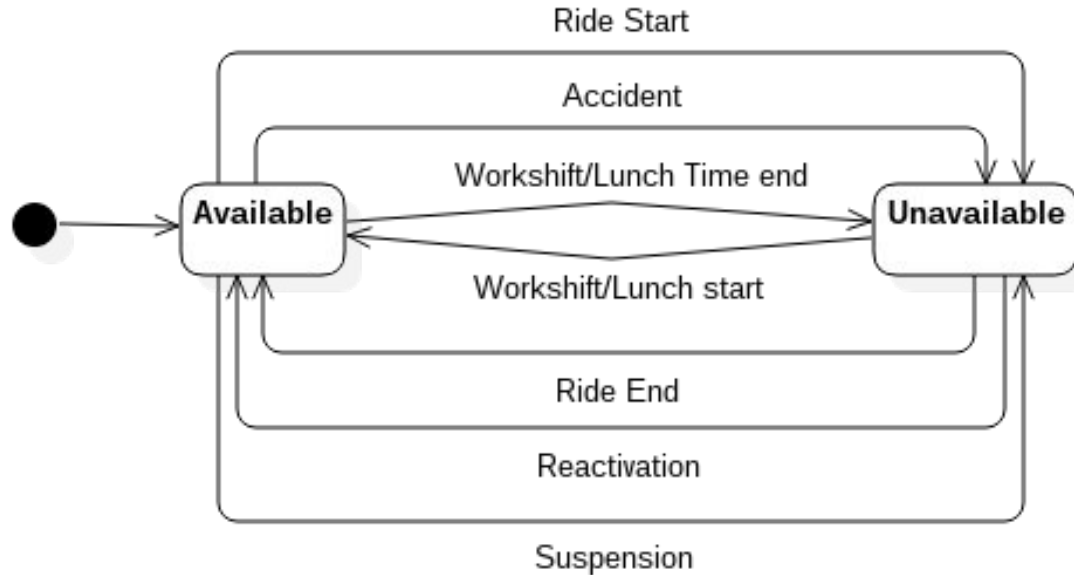 Ride Start
Accident
Workshift/Lunch Time end
Available
Unavailable
Workshift/Lunch start
Ride End
Reactivation
Suspension